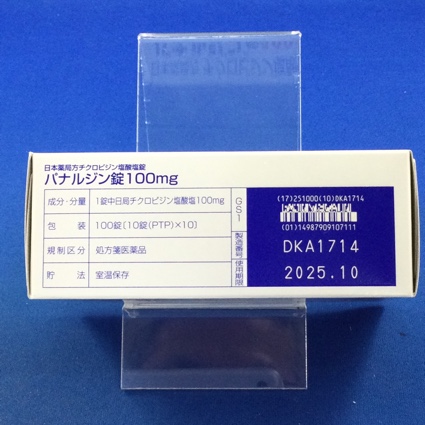 日本薬局方チクロピジン塩酸塩錠
パナルジン錠100mg
成分・分量 1錠中日局チクロピジン塩酸塩100mg
包装 100錠[10錠(PTP)×10]
規制区分 処方箋医薬品
貯法 室温保存
GS1
製造番号
使用期限
(17)251000(10)DKA1714
(01)14987909107111
DKA1714
2025.10